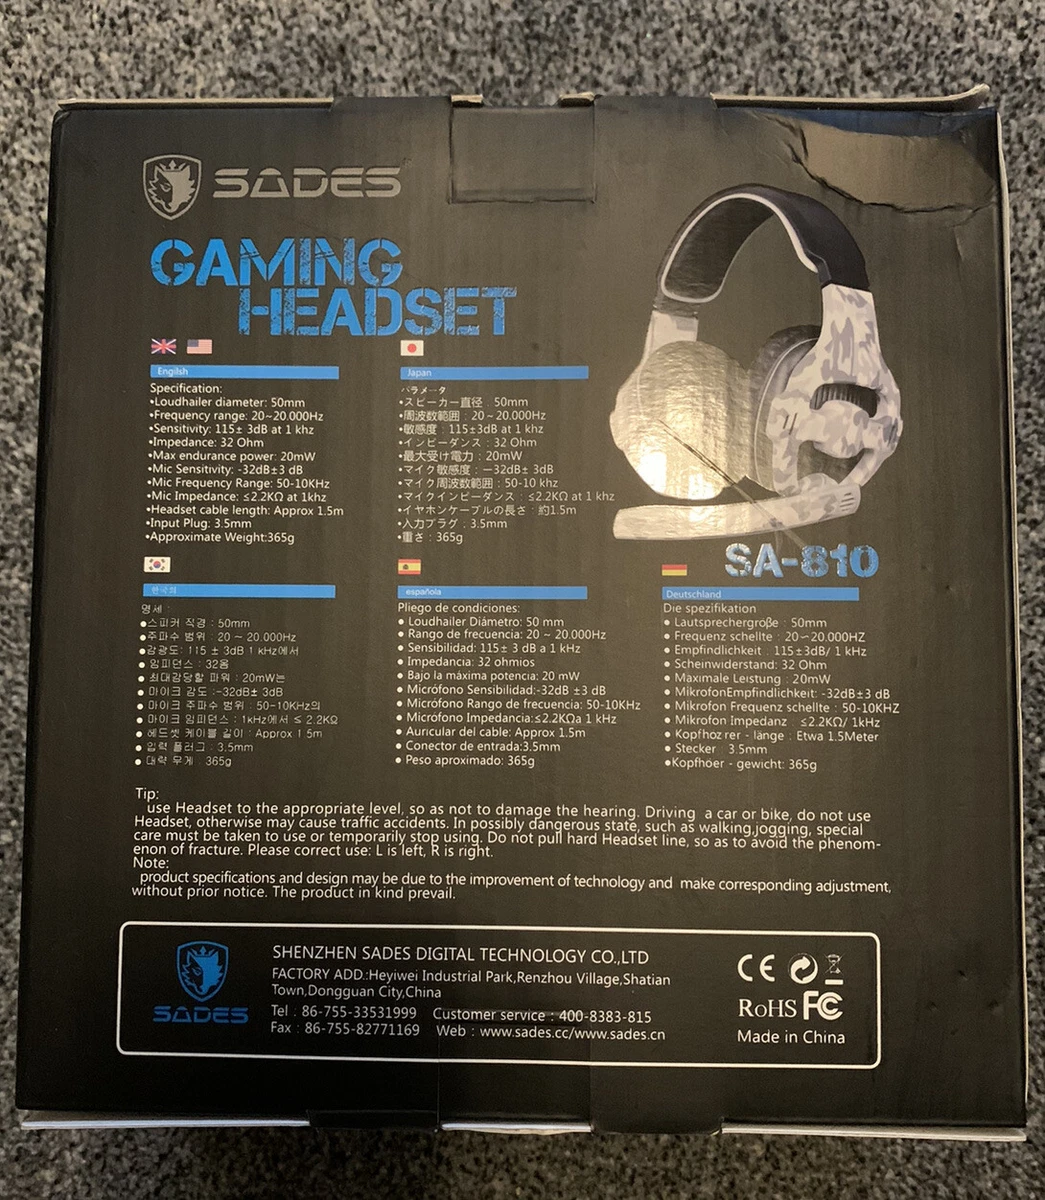 SADES
GAMING
HEADSET
Engilsh
Specification:
•Loudhailer diameter: 50mm
•Frequency range: 20~20.000Hz
•Sensitivity: 115± 3dB at 1 khz
•Impedance: 32 Ohm
•Max endurance power: 20mW
•Mic Sensitivity: -32dB±3 dB
•Mic Frequency Range: 50-10KHz
•Mic Impedance: ≤2.2KΩ at 1khz
•Headset cable length: Approx 1.5m
•Input Plug: 3.5mm
•Approximate Weight:365g
Japan
パラメータ
•スピーカー直径 : 50mm
•周波数範囲 : 20~20.000Hz
•敏感度 : 115±3dB at 1 khz
•インピーダンス : 32 Ohm
•最大受け電力 : 20mW
•マイク敏感度 : −32dB± 3dB
•マイク周波数範囲 : 50-10 khz
•マイクインピーダンス : ≤2.2KΩ at 1 khz
•イヤホンケーブルの長さ : 約1.5m
•入力プラグ : 3.5mm
•重さ : 365g
SA-810
한국의
명세 :
•스피커 직경 : 50mm
•주파수 범위 : 20 ~ 20.000Hz
•감광도: 115 ± 3dB 1 kHz에서
• 임피던스 : 32옴
• 최대감당할 파워 : 20mW는
• 마이크 감도 :-32dB± 3dB
• 마이크 주파수 범위 : 50-10KHz의
• 마이크 임피던스 : 1kHz에서 ≤ 2.2KΩ
• 헤드셋 케이블 길이 : Approx 1.5m
• 입력 플러그 : 3.5mm
• 대략 무게 : 365g
española
Pliego de condiciones:
• Loudhailer Diámetro: 50 mm
• Rango de frecuencia: 20 ~ 20.000Hz
• Sensibilidad: 115± 3 dB a 1 kHz
• Impedancia: 32 ohmios
• Bajo la máxima potencia: 20 mW
• Micrófono Sensibilidad:-32dB ±3 dB
• Micrófono Rango de frecuencia: 50-10KHz
• Micrófono Impedancia:≤2.2KΩa 1 kHz
• Auricular del cable: Approx 1.5m
• Conector de entrada:3.5mm
• Peso aproximado: 365g
Deutschland
Die spezifikation
• Lautsprechergroße : 50mm
• Frequenz schellte : 20~20.000HZ
• Empfindlichkeit : 115±3dB/ 1 kHz
• Scheinwiderstand: 32 Ohm
• Maximale Leistung : 20mW
• MikrofonEmpfindlichkeit: -32dB±3 dB
• Mikrofon Frequenz schellte : 50-10KHZ
• Mikrofon Impedanz : ≤2.2KΩ/ 1kHz
• Kopfhoz rer - länge : Etwa 1.5Meter
• Stecker : 3.5mm
•Kopfhoer - gewicht: 365g
Tip:
use Headset to the appropriate level, so as not to damage the hearing. Driving a car or bike, do not use
Headset, otherwise may cause traffic accidents. In possibly dangerous state, such as walking,jogging, special
care must be taken to use or temporarily stop using. Do not pull hard Headset line, so as to avoid the phenom-
enon of fracture. Please correct use: L is left, R is right.
Note:
product specifications and design may be due to the improvement of technology and make corresponding adjustment,
without prior notice. The product in kind prevail.
SADES
SHENZHEN SADES DIGITAL TECHNOLOGY CO.,LTD
FACTORY ADD.:Heyiwei Industrial Park,Renzhou Village,Shatian
Town,Dongguan City,China
Tel : 86-755-33531999 Customer service : 400-8383-815
Fax : 86-755-82771169 Web : www.sades.cc/www.sades.cn
CE
RoHS FC
Made in China